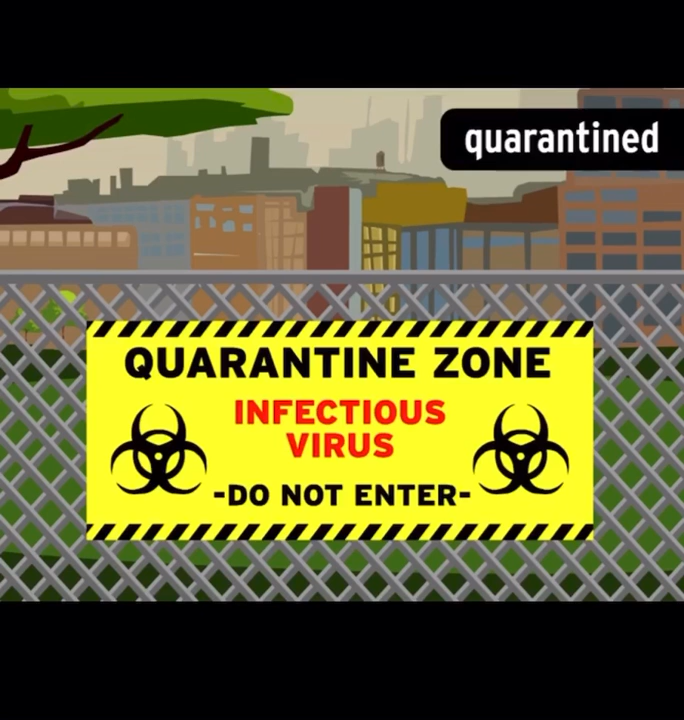 quarantined
QUARANTINE ZONE
INFECTIOUS
VIRUS
-DO NOT ENTER-